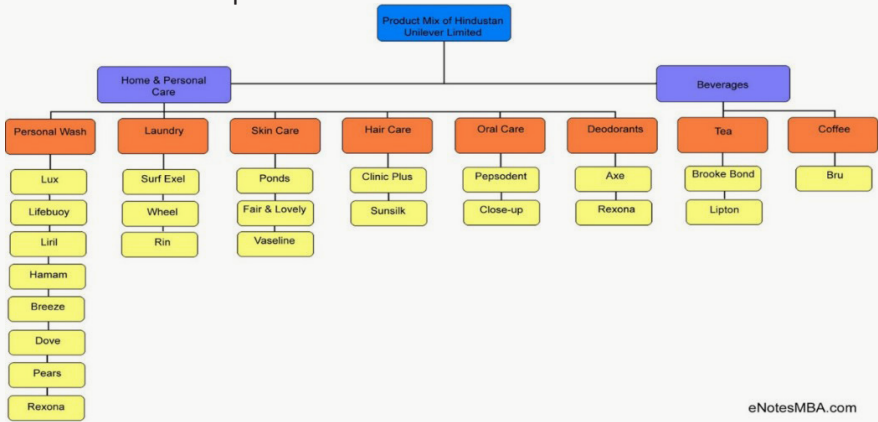 Product Mix of Hindustan
Unilever Limited
Home & Personal
Care
Beverages
Personal Wash
Laundry
Skin Care
Hair Care
Oral Care
Deodorants
Tea
Coffee
Lux
Surf Exel
Ponds
Clinic Plus
Pepsodent
Axe
Brooke Bond
Bru
Lifebuoy
Wheel
Fair & Lovely
Sunsilk
Close-up
Rexona
Lipton
Liril
Rin
Vaseline
Hamam
Breeze
Dove
Pears
Rexona
eNotesMBA.com